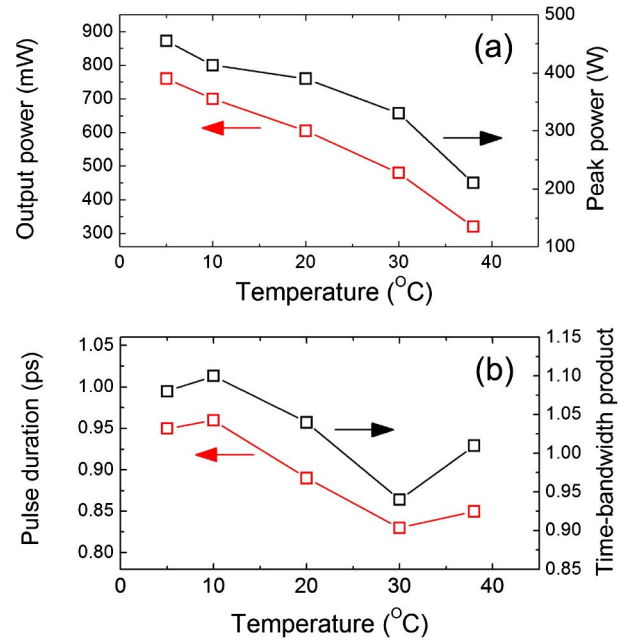 (a)
Output power (mW)
900
800
700
600
500
400
300
500
400
300
200
100
Peak power (W)
0 10 20 30 40
Temperature (°C)
(b)
Pulse duration (ps)
1.05
1.00
0.95
0.90
0.85
0.80
1.15
1.10
1.05
1.00
0.95
0.90
0.85
Time-bandwidth product
0 10 20 30 40
Temperature (°C)